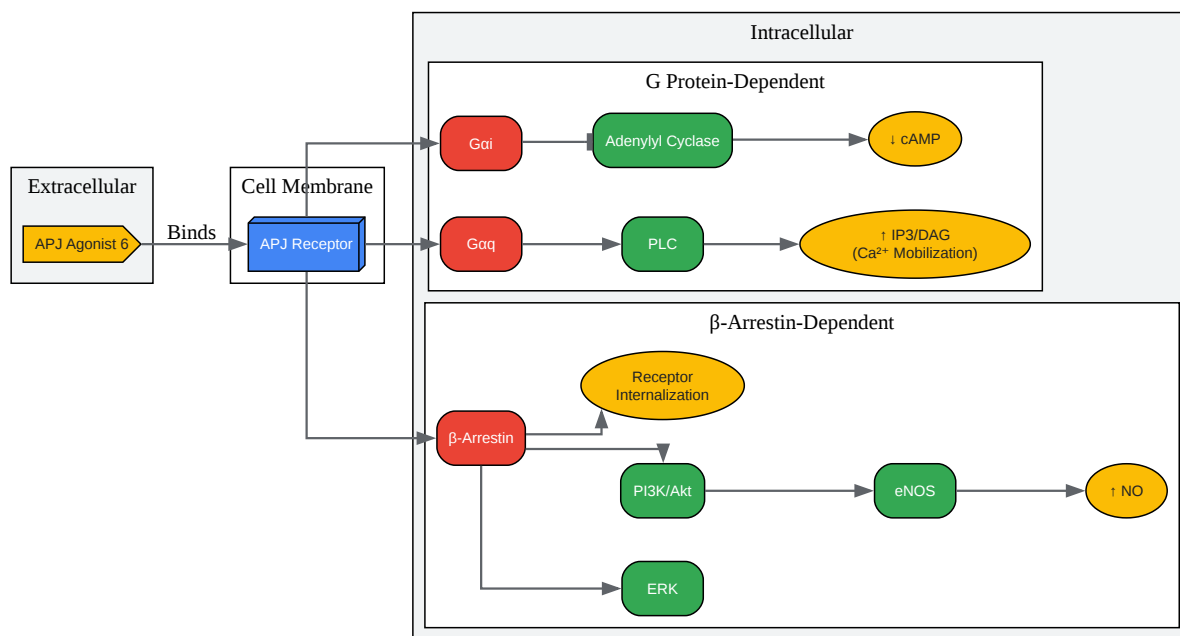 Intracellular
G Protein-Dependent
Gαi
Adenylyl Cyclase
↓ cAMP
Extracellular
Cell Membrane
APJ Agonist 6
Binds
APJ Receptor
Gαq
PLC
↑ IP3/DAG
(Ca²⁺ Mobilization)
β-Arrestin-Dependent
Receptor
Internalization
β-Arrestin
PI3K/Akt
eNOS
↑ NO
ERK